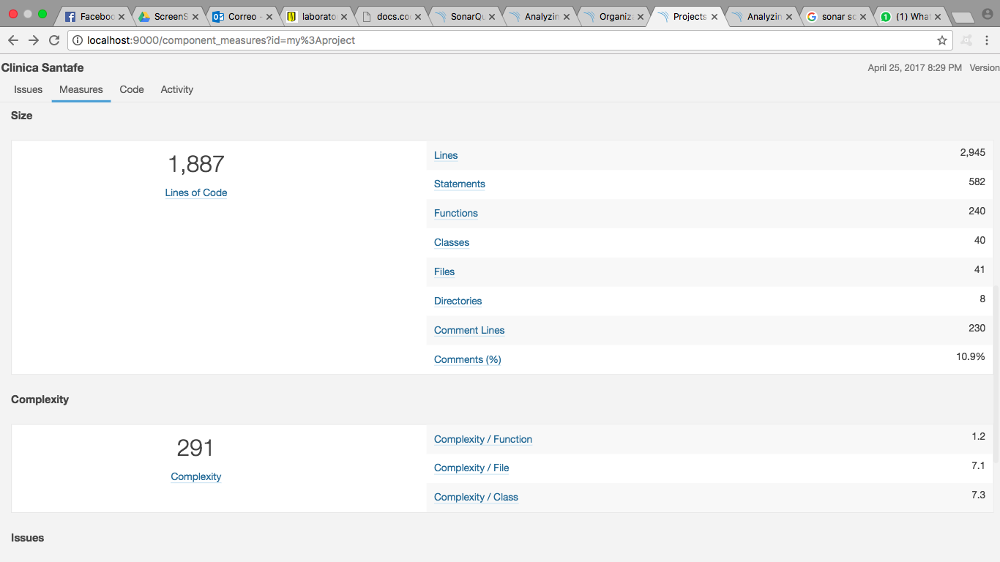 Facebo
ScreenS
Correo -
laborato
docs.co
SonarQu
Analyzin
Organiza
Projects
Analyzin
sonar sc
(1) What
localhost:9000/component_measures?id=my%3Aproject
Clinica Santafe
April 25, 2017 8:29 PM Version
Issues Measures Code Activity
Size
1,887
Lines of Code
Lines 2,945
Statements 582
Functions 240
Classes 40
Files 41
Directories 8
Comment Lines 230
Comments (%) 10.9%
Complexity
291
Complexity
Complexity / Function 1.2
Complexity / File 7.1
Complexity / Class 7.3
Issues